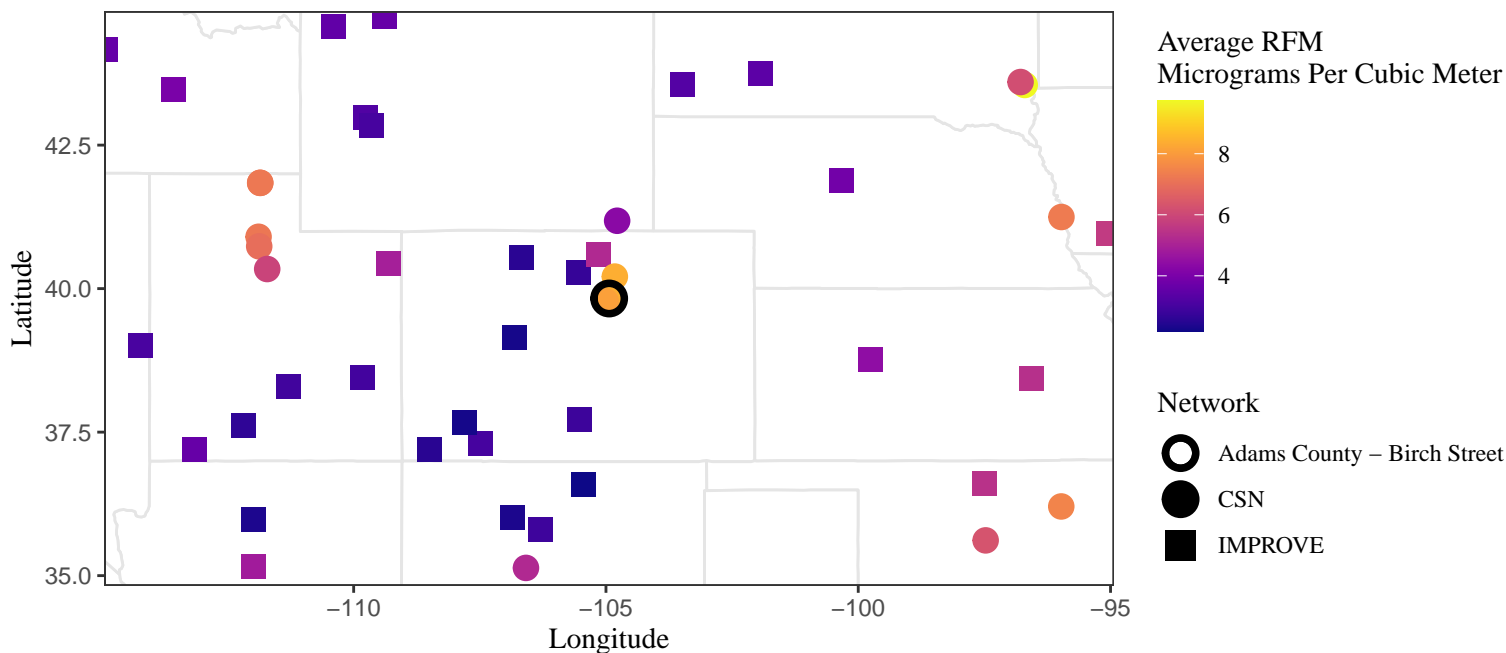 Average RFM
Micrograms Per Cubic Meter
8
6
4
Network
Adams County – Birch Street
CSN
IMPROVE
Latitude
42.5
40.0
37.5
35.0
−110
−105
−100
−95
Longitude